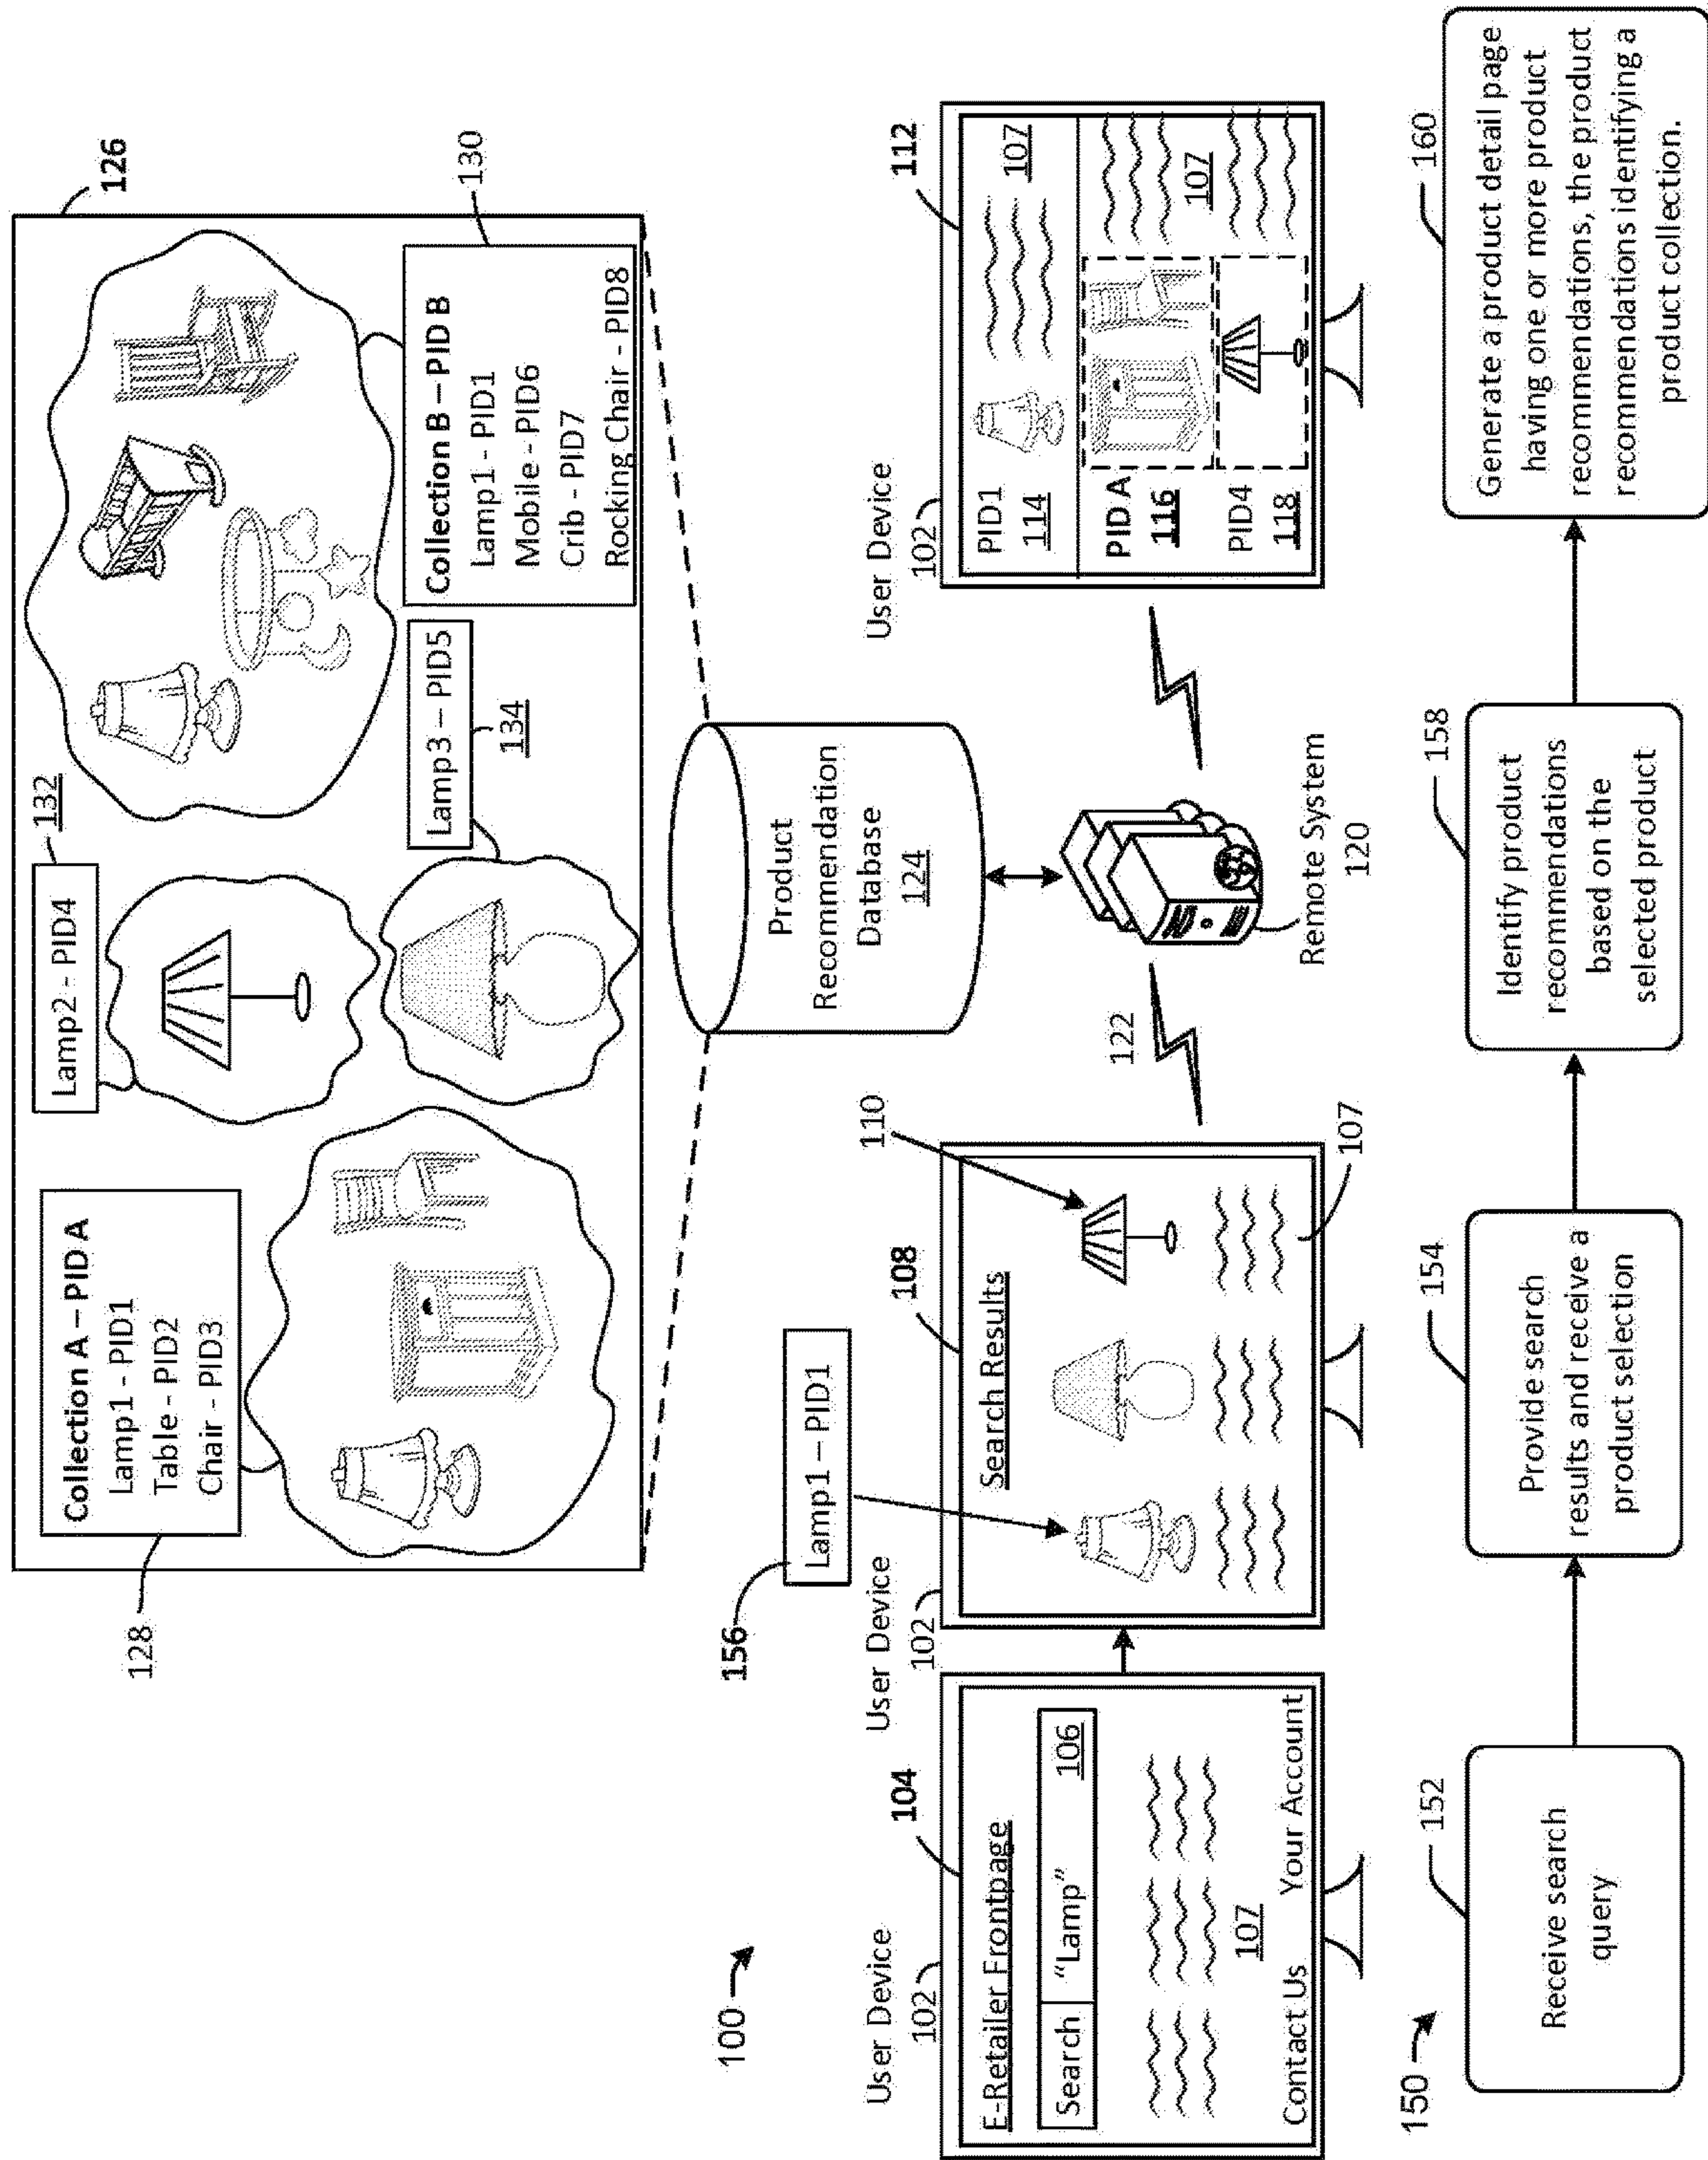 126
Collection A – PID A
Lamp1 - PID1
Table - PID2
Chair - PID3
128
Lamp2 - PID4
132
Lamp3 – PID5
134
Collection B – PID B
Lamp1 - PID1
Mobile - PID6
Crib - PID7
Rocking Chair - PID8
130
Product
Recommendation
Database
124
100
156
Lamp1 – PID1
User Device
102
104
E-Retailer Frontpage
Search
“Lamp”
106
107
Contact Us
Your Account
User Device
102
108
Search Results
110
107
122
Remote System
120
User Device
102
112
PID1
114
107
PID A
116
107
PID4
118
150
152
Receive search
query
154
Provide search
results and receive a
product selection
158
Identify product
recommendations
based on the
selected product
160
Generate a product detail page
having one or more product
recommendations, the product
recommendations identifying a
product collection.